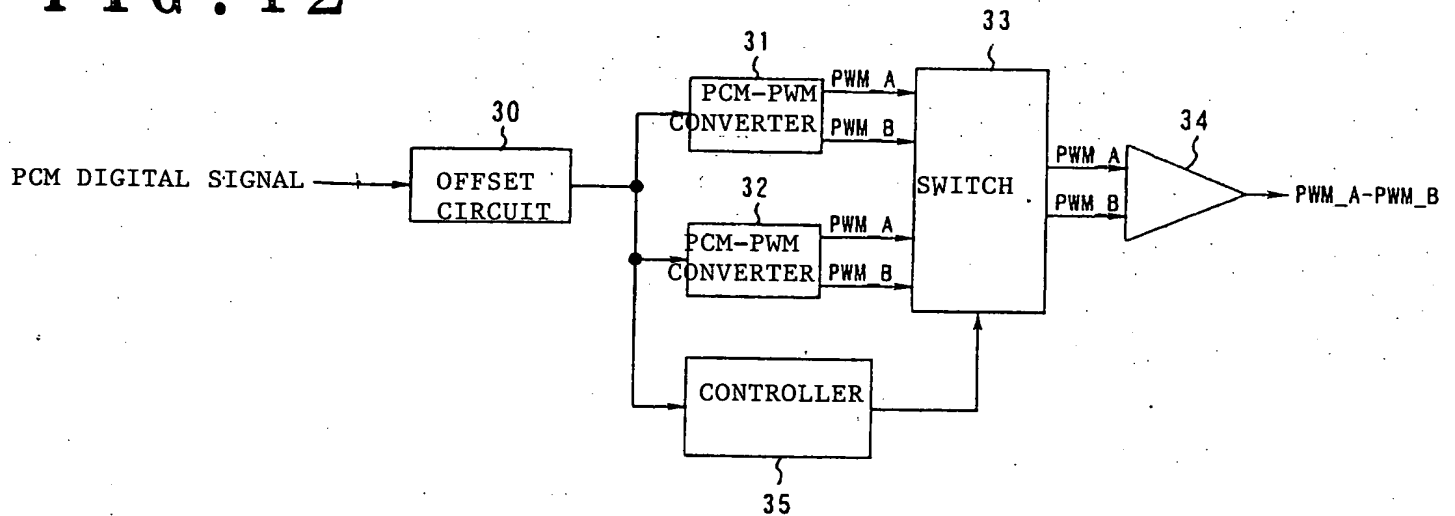 FIG.12
33
31
PCM-PWM
CONVERTER
PWM_A
PWM_B
30
PCM DIGITAL SIGNAL
OFFSET
CIRCUIT
SWITCH
PWM_A
PWM_B
34
PWM_A-PWM_B
32
PCM-PWM
CONVERTER
PWM_A
PWM_B
CONTROLLER
35